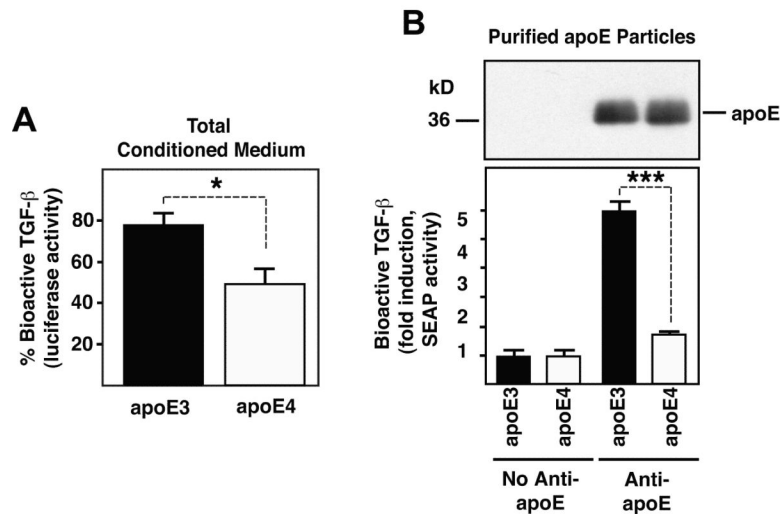 A
Total
Conditioned Medium
% Bioactive TGF-β
(luciferase activity)
80
60
40
20
*
apoE3
apoE4
B
Purified apoE Particles
kD
36
apoE
Bioactive TGF-β
(fold induction,
SEAP activity)
5
4
3
2
1
***
apoE3
apoE4
apoE3
apoE4
No Anti-
apoE
Anti-
apoE